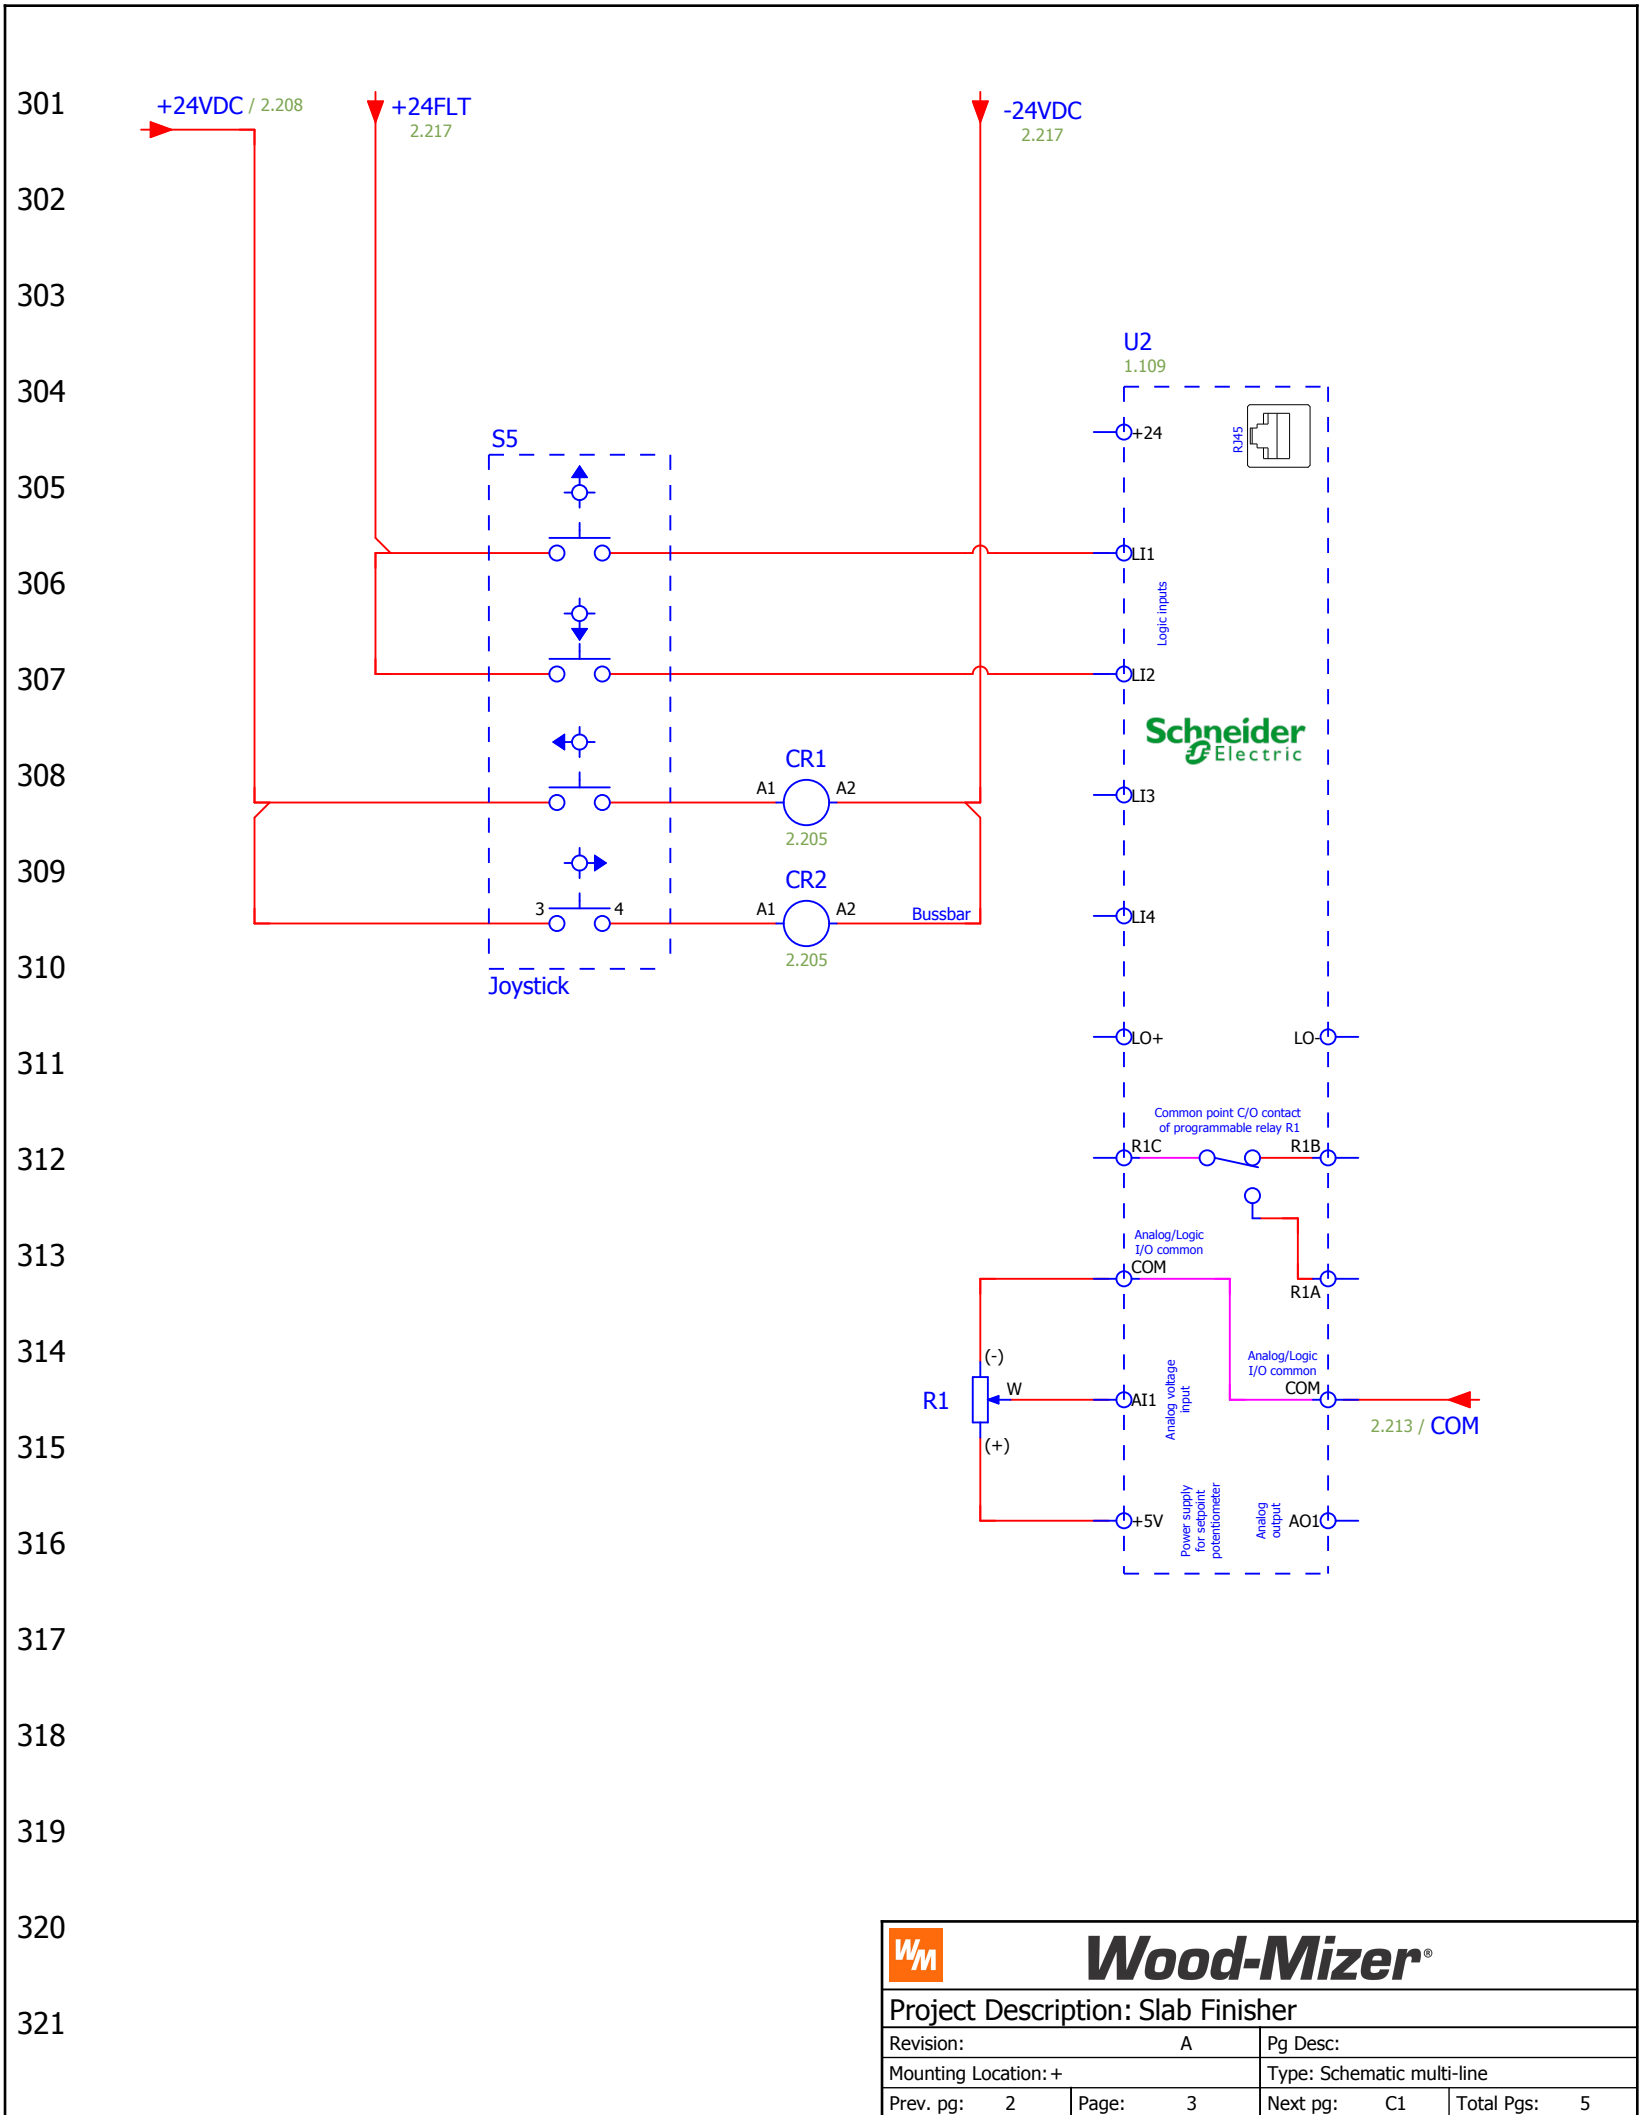 301
+24VDC / 2.208
+24FLT
2.217
-24VDC
2.217
302
303
U2
1.109
304
+24
RJ45
S5
305
LI1
306
Logic inputs
307
LI2
Schneider
Electric
308
CR1
A1
A2
2.205
LI3
309
CR2
3
4
A1
A2
Bussbar
2.205
LI4
310
Joystick
311
LO+
LO-
Common point C/O contact
of programmable relay R1
312
R1C
R1B
313
Analog/Logic
I/O common
COM
R1A
314
(-)
Analog/Logic
I/O common
COM
R1
W
AI1
Analog voltage
input
2.213 / COM
315
(+)
316
+5V
Power supply
for setpoint
potentiometer
Analog
output
AO1
317
318
319
320
321
WM
Wood-Mizer®
Project Description: Slab Finisher
Revision: A
Pg Desc:
Mounting Location: +
Type: Schematic multi-line
Prev. pg: 2
Page: 3
Next pg: C1
Total Pgs: 5